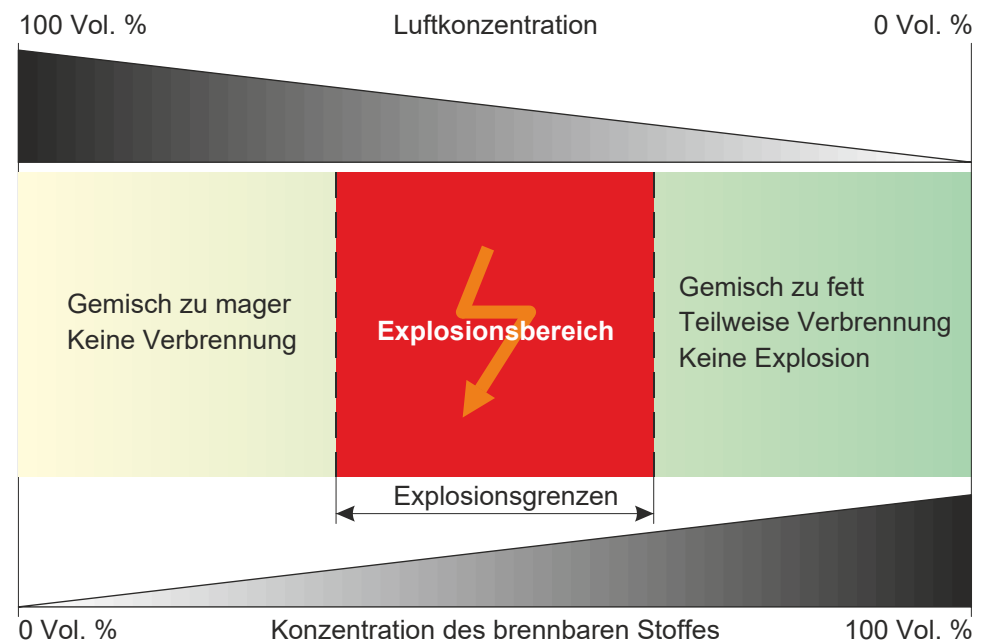 100 Vol. % Luftkonzentration 0 Vol. %
Gemisch zu mager
Keine Verbrennung
Explosionsbereich
Gemisch zu fett
Teilweise Verbrennung
Keine Explosion
Explosionsgrenzen
0 Vol. % Konzentration des brennbaren Stoffes 100 Vol. %